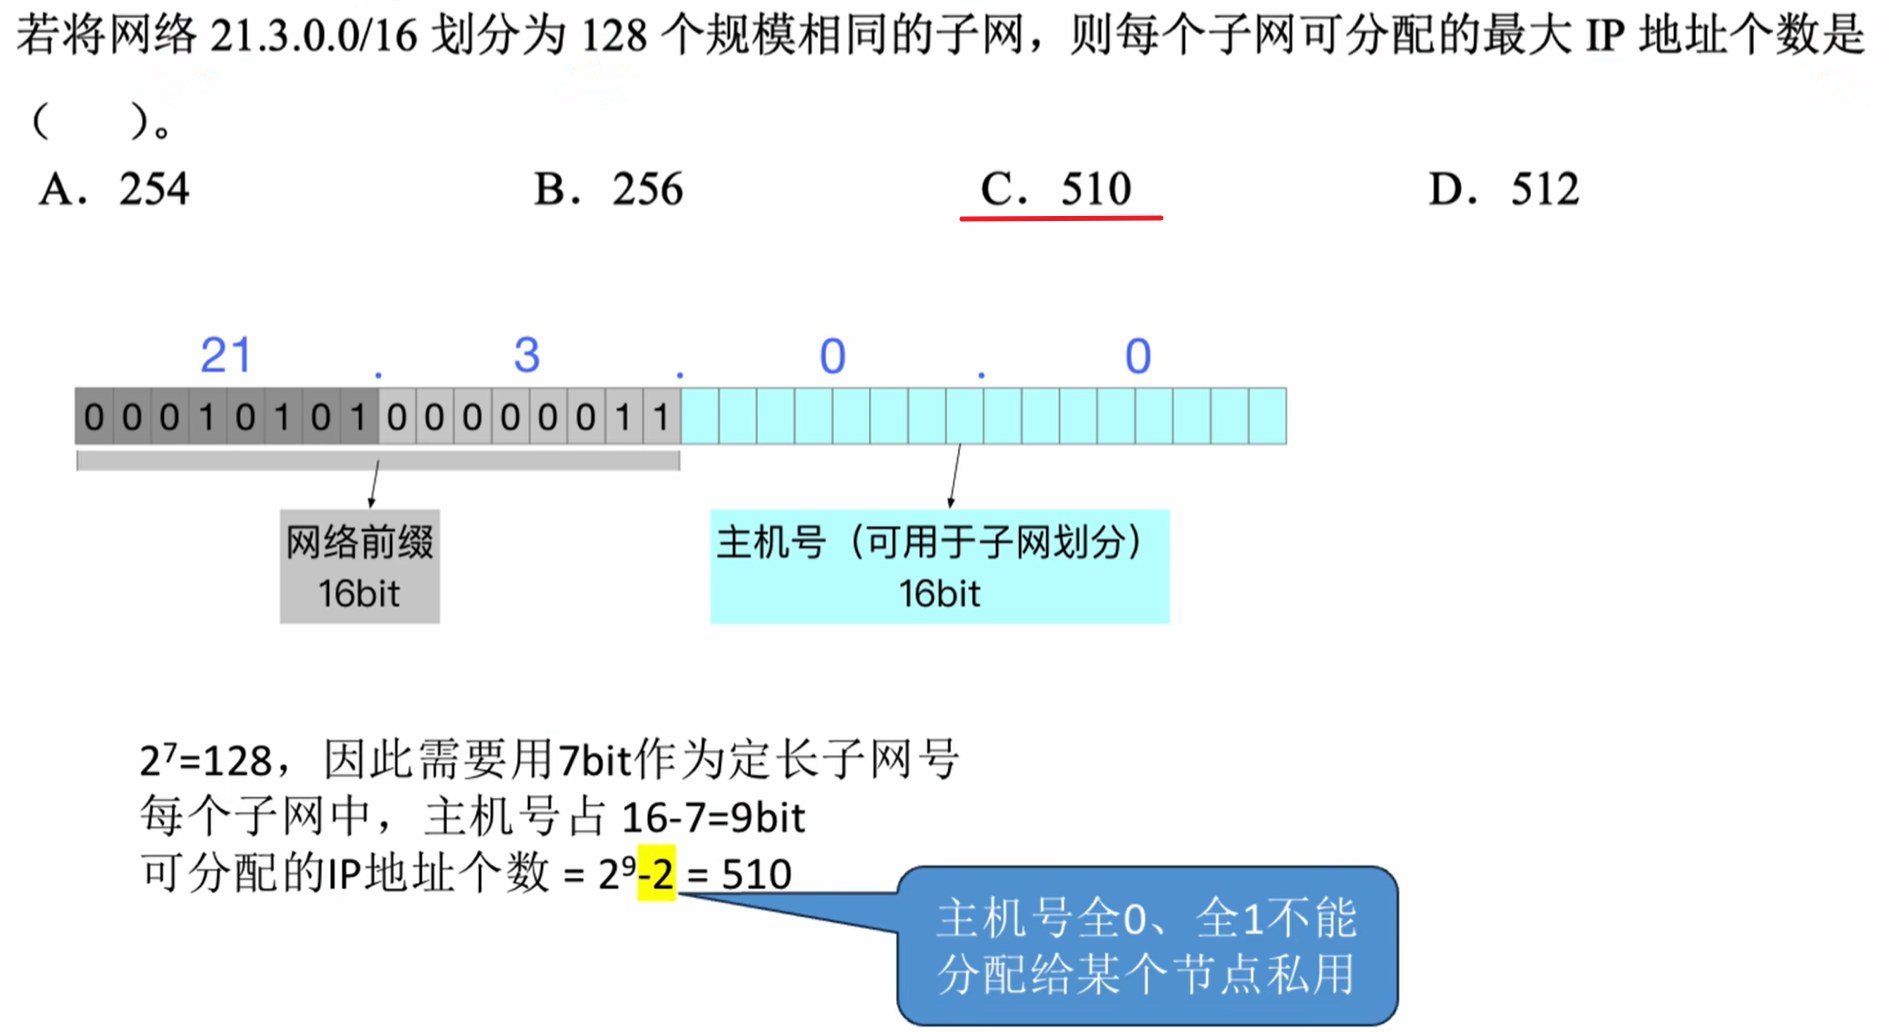 若将网络 21.3.0.0/16 划分为 128 个规模相同的子网，则每个子网可分配的最大 IP 地址个数是
（  ）。
A．254 B．256 C．510 D．512
21 . 3 . 0 . 0
0 0 0 1 0 1 0 1 0 0 0 0 0 0 1 1
网络前缀
16bit
主机号（可用于子网划分）
16bit
2⁷=128，因此需要用7bit作为定长子网号
每个子网中，主机号占 16-7=9bit
可分配的IP地址个数 = 2⁹-2 = 510
主机号全0、全1不能
分配给某个节点私用